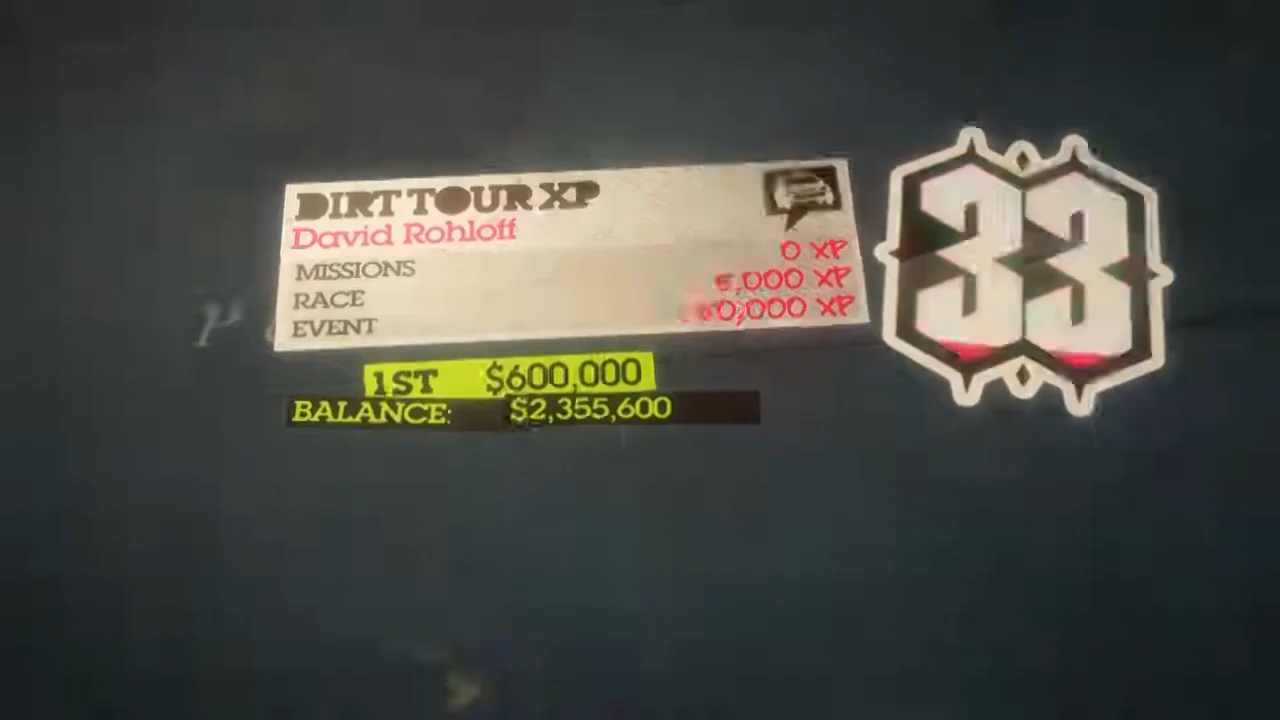 DIRT TOUR XP
David Rohloff
MISSIONS 0 XP
RACE 5,000 XP
EVENT XP
1ST $600,000
BALANCE: $2,355,600
33